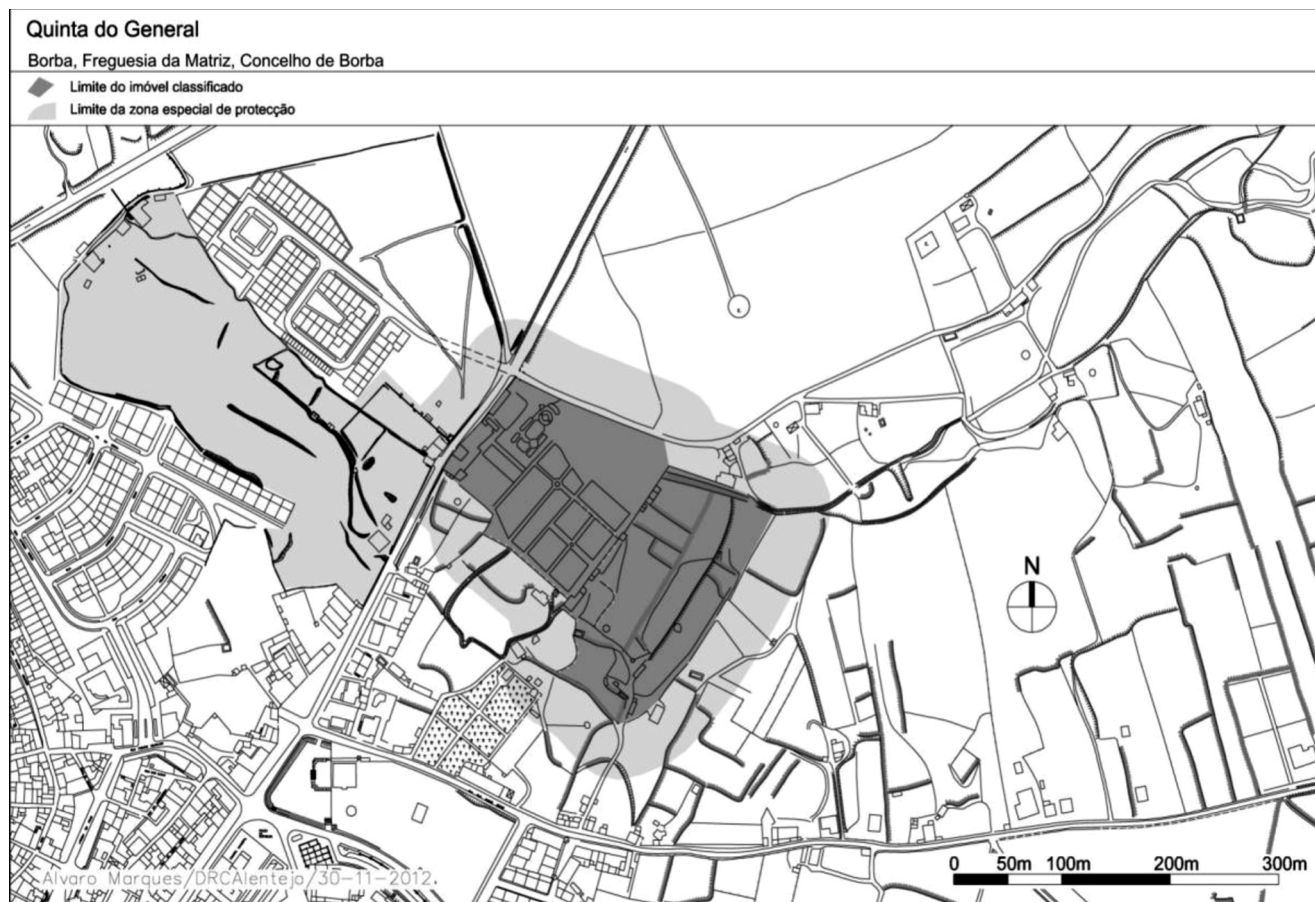 Quinta do General
Borba, Freguesia da Matriz, Concelho de Borba
Limite do imóvel classificado
Limite da zona especial de protecção
N
0 50m 100m 200m 300m
Alvaro Marques/DRCAlentejo/30-11-2012.